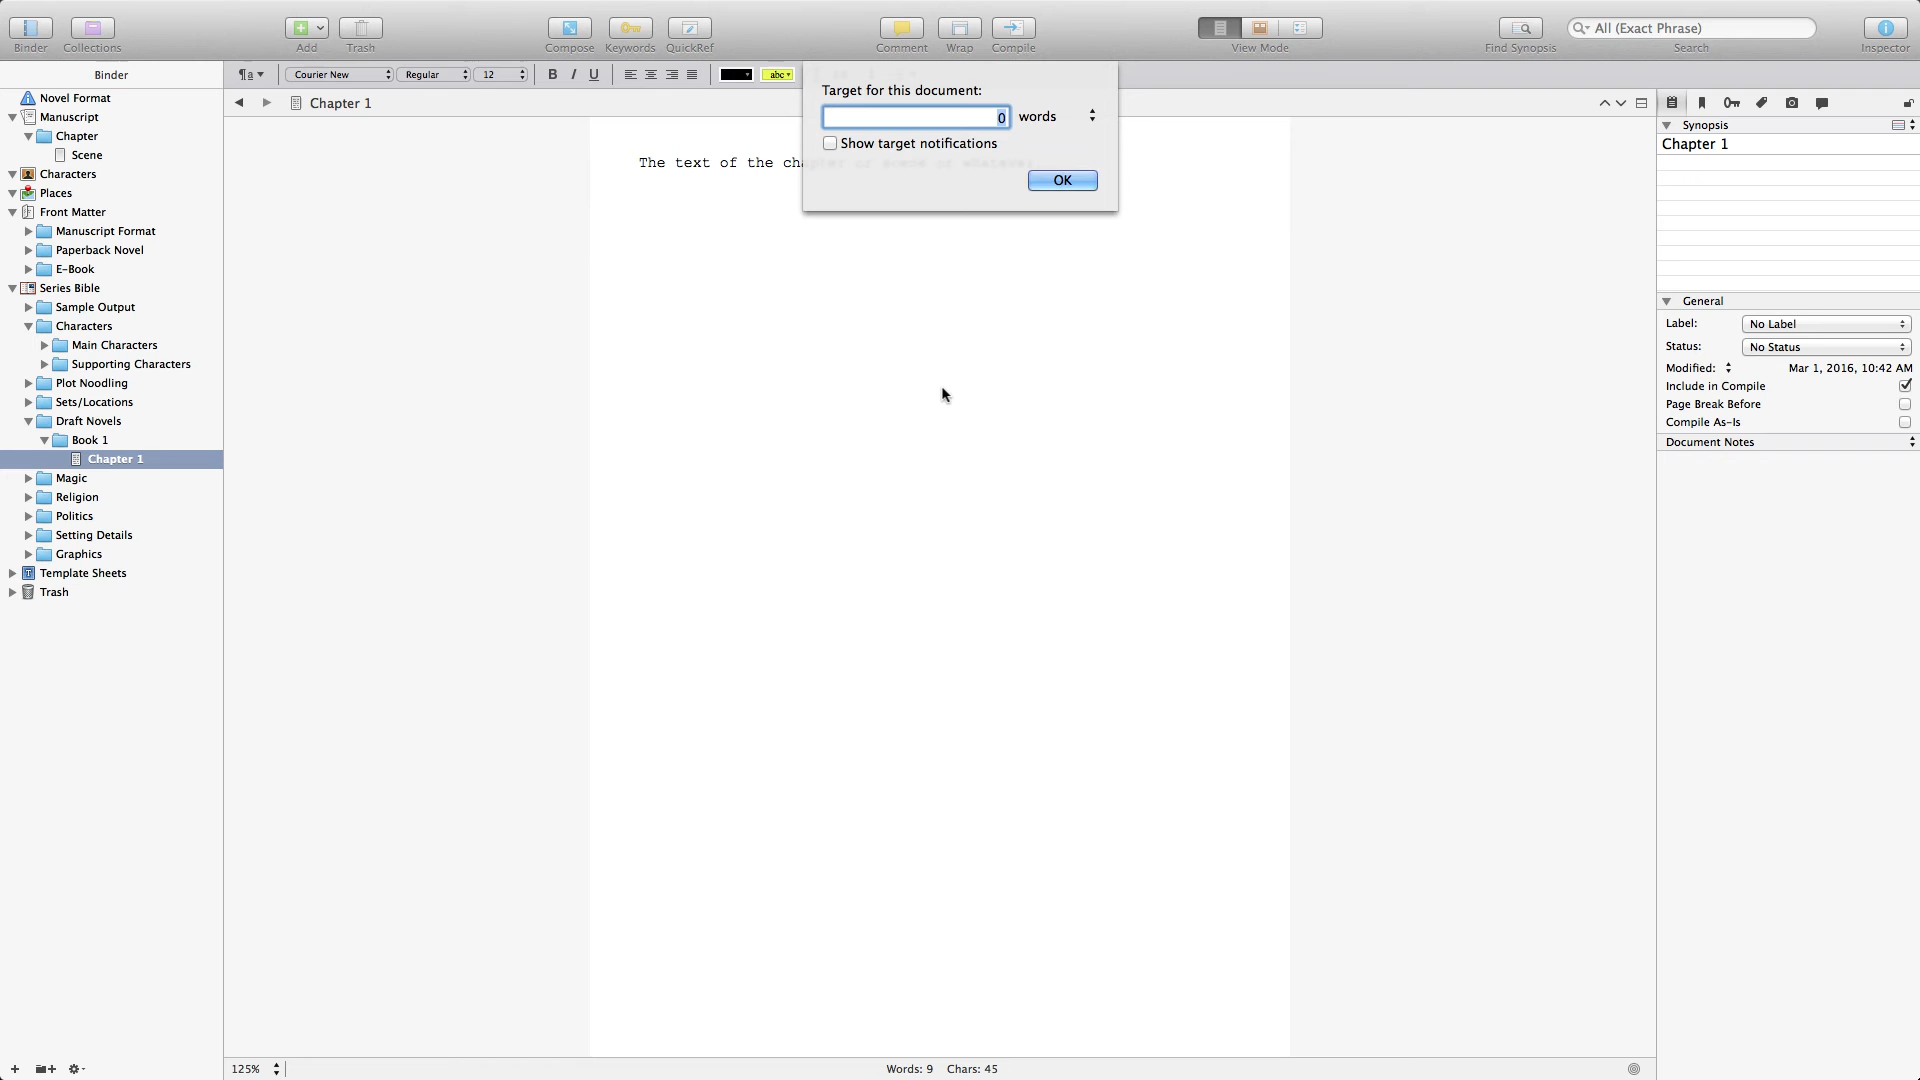 Binder Collections Add Trash Compose Keywords QuickRef Comment Wrap Compile View Mode Find Synopsis All (Exact Phrase) Search Inspector
Binder
¶a Courier New Regular 12 B I U abc
Novel Format
Manuscript
Chapter
Scene
Characters
Places
Front Matter
Manuscript Format
Paperback Novel
E-Book
Series Bible
Sample Output
Characters
Main Characters
Supporting Characters
Plot Noodling
Sets/Locations
Draft Novels
Book 1
Chapter 1
Magic
Religion
Politics
Setting Details
Graphics
Template Sheets
Trash
Chapter 1
The text of the chapter or scene or whatever.
Target for this document:
0 words
Show target notifications
OK
Synopsis
Chapter 1
General
Label: No Label
Status: No Status
Modified: Mar 1, 2016, 10:42 AM
Include in Compile
Page Break Before
Compile As-Is
Document Notes
125%
Words: 9 Chars: 45